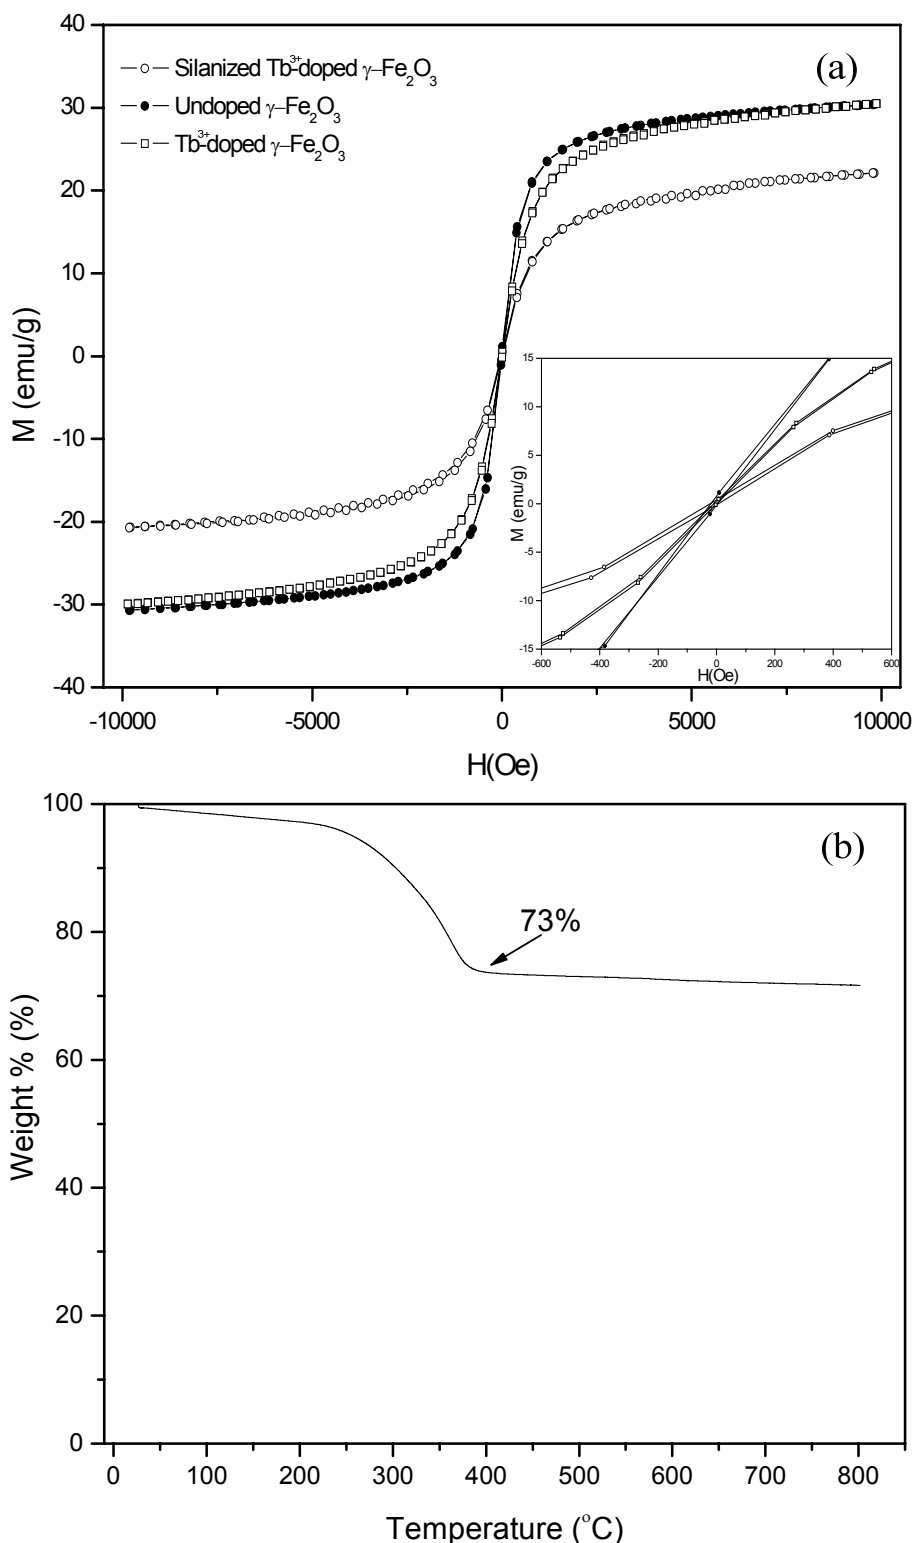 (a)
Silanized Tb³⁺-doped γ–Fe₂O₃
Undoped γ–Fe₂O₃
Tb³⁺-doped γ–Fe₂O₃
40
30
20
10
0
-10
-20
-30
-40
M (emu/g)
-10000 -5000 0 5000 10000
H(Oe)
15
10
5
0
-5
-10
-15
M (emu/g)
-600 -400 -200 0 200 400 600
H(Oe)
(b)
73%
100
80
60
40
20
0
Weight % (%)
0 100 200 300 400 500 600 700 800
Temperature (°C)